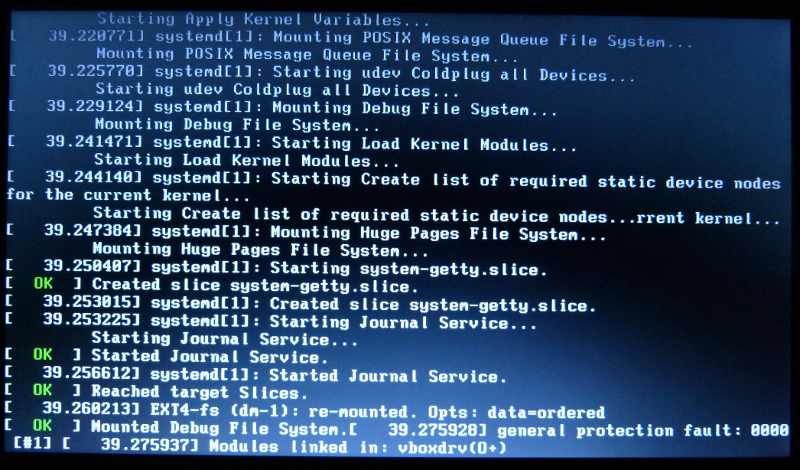 Starting Apply Kernel Variables...
[   39.220771] systemd[1]: Mounting POSIX Message Queue File System...
Mounting POSIX Message Queue File System...
[   39.225770] systemd[1]: Starting udev Coldplug all Devices...
Starting udev Coldplug all Devices...
[   39.229124] systemd[1]: Mounting Debug File System...
Mounting Debug File System...
[   39.241471] systemd[1]: Starting Load Kernel Modules...
Starting Load Kernel Modules...
[   39.244140] systemd[1]: Starting Create list of required static device nodes
for the current kernel...
Starting Create list of required static device nodes...rrent kernel...
[   39.247384] systemd[1]: Mounting Huge Pages File System...
Mounting Huge Pages File System...
[   39.250407] systemd[1]: Starting system-getty.slice.
[  OK  ] Created slice system-getty.slice.
[   39.253015] systemd[1]: Created slice system-getty.slice.
[   39.253225] systemd[1]: Starting Journal Service...
Starting Journal Service...
[  OK  ] Started Journal Service.
[   39.256612] systemd[1]: Started Journal Service.
[  OK  ] Reached target Slices.
[   39.260213] EXT4-fs (dm-1): re-mounted. Opts: data=ordered
[  OK  ] Mounted Debug File System.[   39.275928] general protection fault: 0000
[#1] [   39.275937] Modules linked in: vboxdrv(O+)